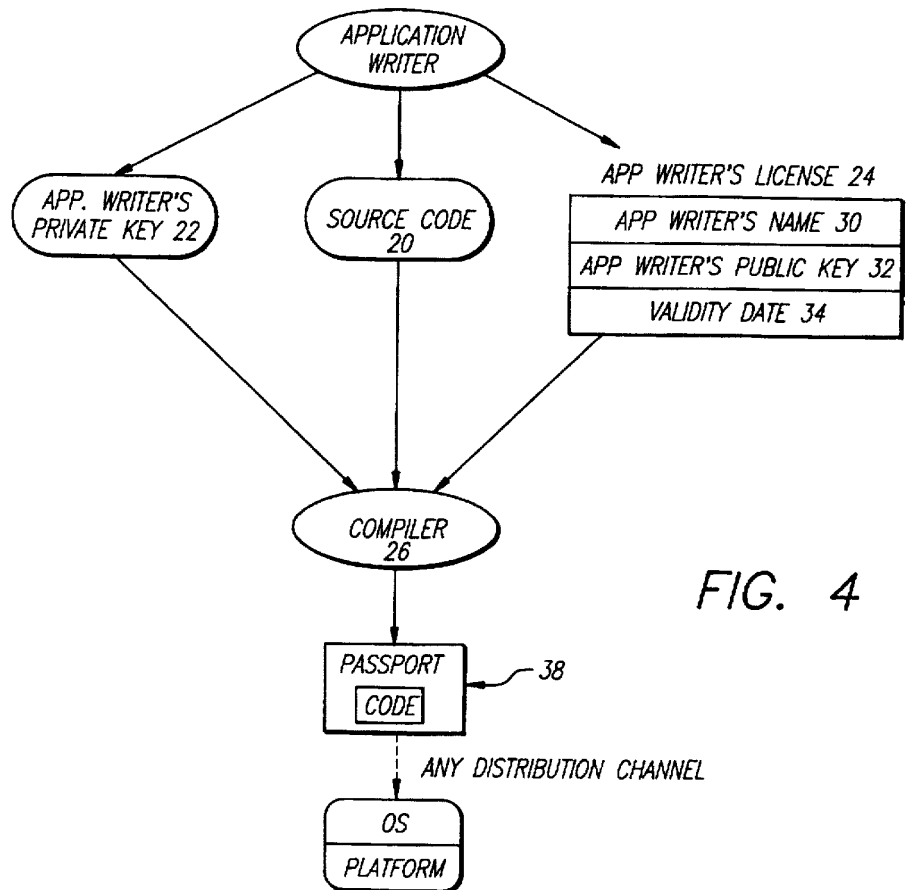 APPLICATION
WRITER
APP. WRITER'S
PRIVATE KEY 22
SOURCE CODE
20
APP WRITER'S LICENSE 24
APP WRITER'S NAME 30
APP WRITER'S PUBLIC KEY 32
VALIDITY DATE 34
COMPILER
26
FIG. 4
PASSPORT
CODE
38
ANY DISTRIBUTION CHANNEL
OS
PLATFORM